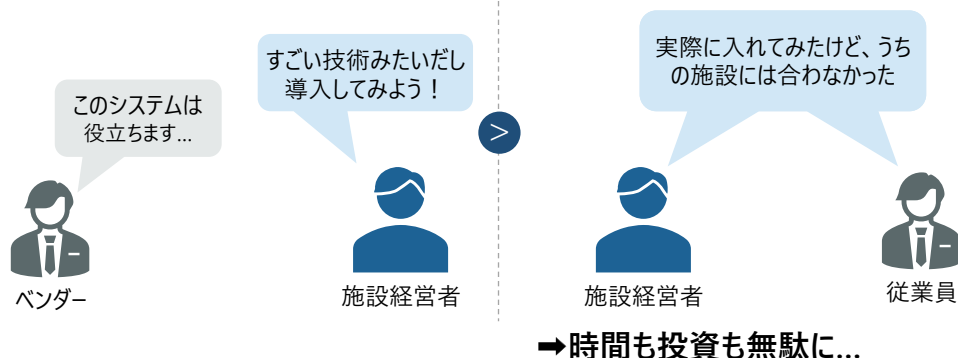 このシステムは
役立ちます...
すごい技術みたいだし
導入してみよう！
>
実際に入れてみたけど、うち
の施設には合わなかった
ベンダー
施設経営者
施設経営者
従業員
➡時間も投資も無駄に...